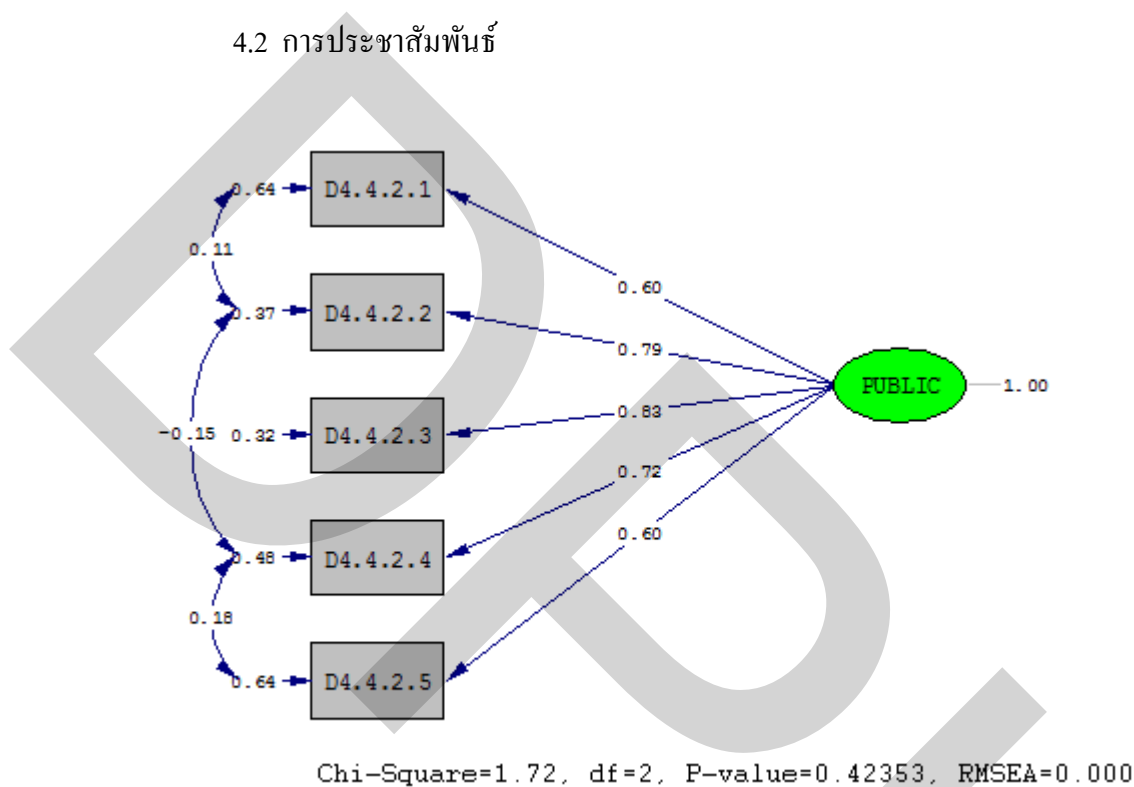 4.2 การประชาสัมพันธ์
0.64 D4.4.2.1
0.11
0.60
0.37 D4.4.2.2
0.79
PUBLIC 1.00
0.83
-0.15 0.32 D4.4.2.3
0.72
0.60
0.48 D4.4.2.4
0.18
0.64 D4.4.2.5
Chi-Square=1.72, df=2, P-value=0.42353, RMSEA=0.000